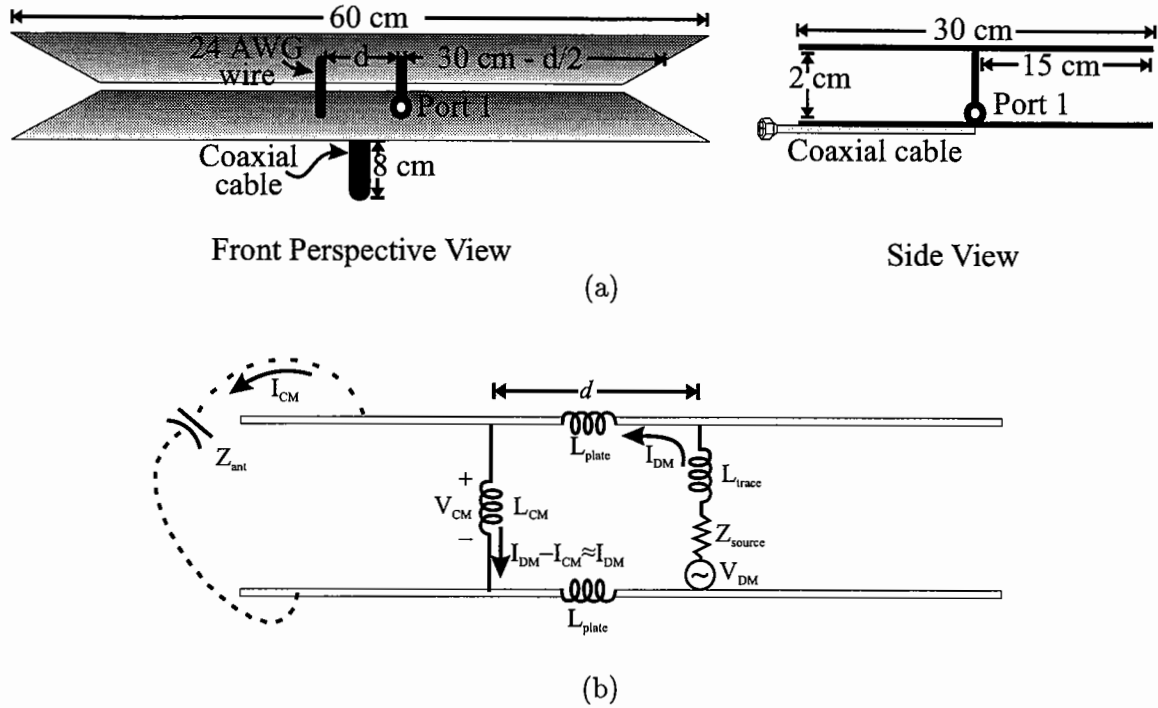 60 cm
24 AWG
wire
d
30 cm - d/2
Port 1
Coaxial
cable
8 cm
Front Perspective View
30 cm
2 cm
15 cm
Port 1
Coaxial cable
Side View
(a)
I_CM
Z_ant
d
L_plate
I_DM
L_trace
+
V_CM
L_CM
−
Z_source
I_DM−I_CM≈I_DM
V_DM
~
L_plate
(b)